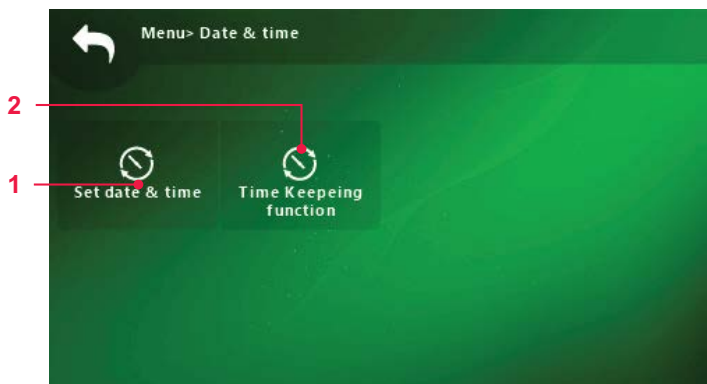 Menu> Date & time
2
1
Set date & time
Time Keepeing
function